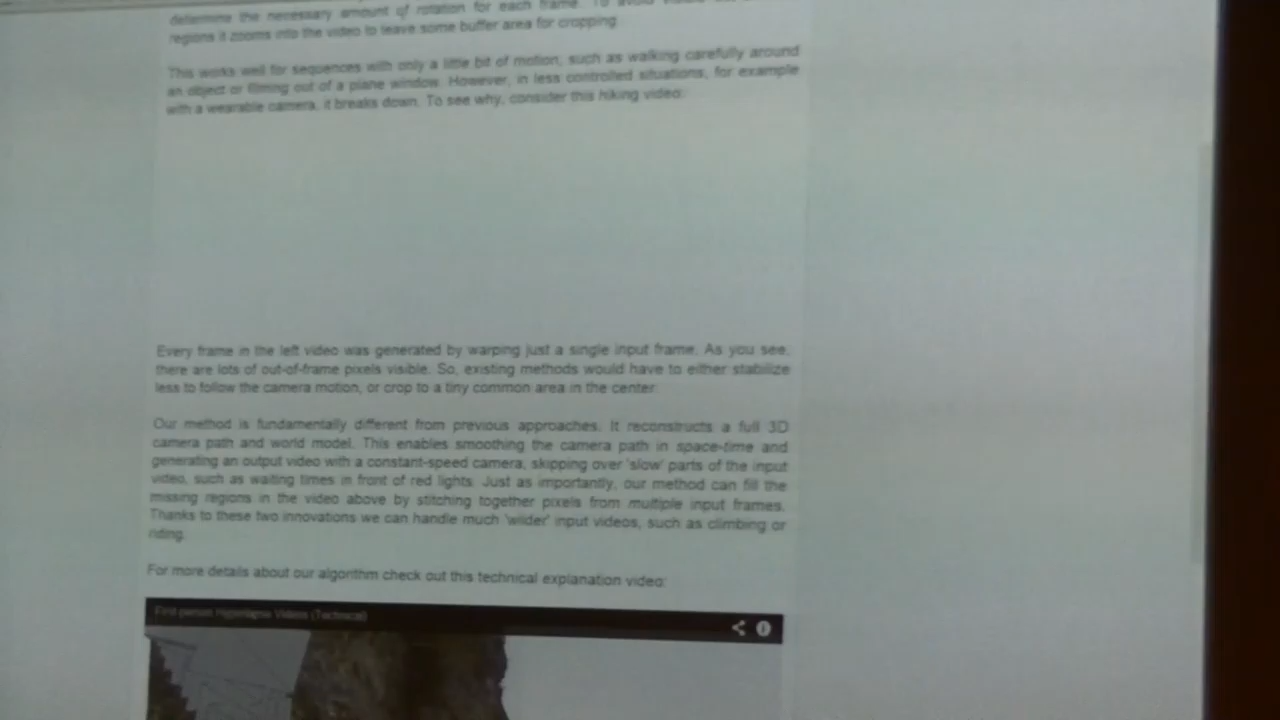 determine the necessary amount of rotation for each frame. To avoid visible
regions it zooms into the video to leave some buffer area for cropping.
This works well for sequences with only a little bit of motion, such as walking carefully around
an object or filming out of a plane window. However, in less controlled situations, for example
with a wearable camera, it breaks down. To see why, consider this hiking video:
Every frame in the left video was generated by warping just a single input frame. As you see,
there are lots of out-of-frame pixels visible. So, existing methods would have to either stabilize
less to follow the camera motion, or crop to a tiny common area in the center.
Our method is fundamentally different from previous approaches. It reconstructs a full 3D
camera path and world model. This enables smoothing the camera path in space-time and
generating an output video with a constant-speed camera, skipping over 'slow' parts of the input
video, such as waiting times in front of red lights. Just as importantly, our method can fill the
missing regions in the video above by stitching together pixels from multiple input frames.
Thanks to these two innovations we can handle much 'wilder' input videos, such as climbing or
riding.
For more details about our algorithm check out this technical explanation video:
First-person Hyperlapse Videos (Technical)